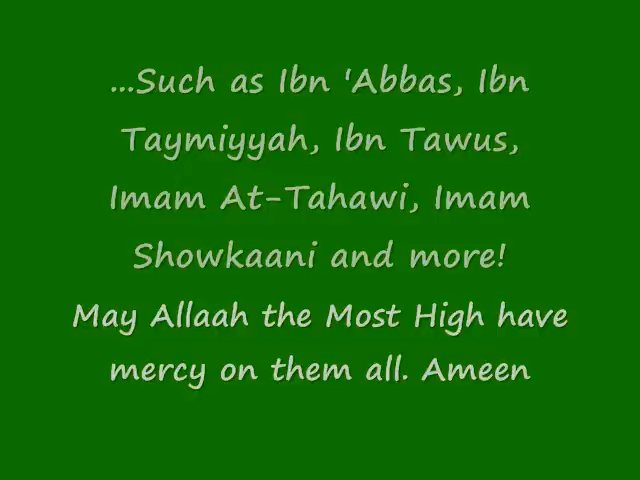 ...Such as Ibn 'Abbas, Ibn
Taymiyyah, Ibn Tawus,
Imam At-Tahawi, Imam
Showkaani and more!
May Allaah the Most High have
mercy on them all. Ameen